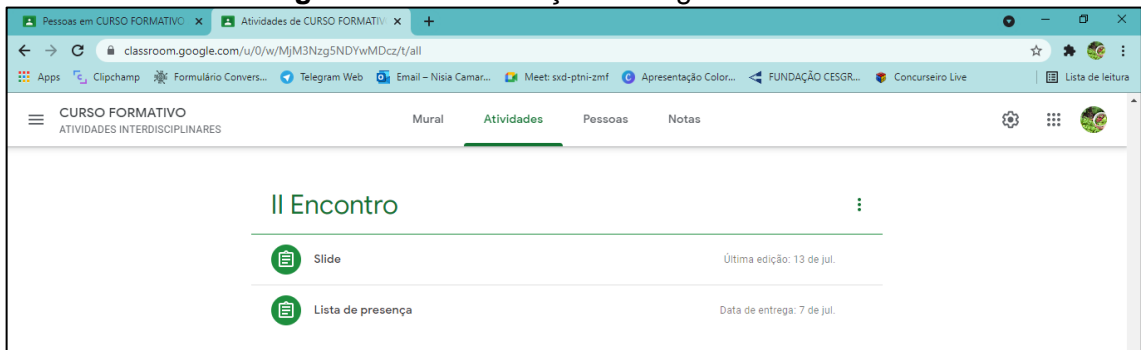 Pessoas em CURSO FORMATIVO
Atividades de CURSO FORMATIV
classroom.google.com/u/0/w/MjM3Nzg5NDYwMDcz/t/all
Apps Clipchamp Formulário Convers... Telegram Web Email – Nisia Camar... Meet: sxd-ptni-zmf Apresentação Color... FUNDAÇÃO CESGR... Concurseiro Live Lista de leitura
CURSO FORMATIVO
ATIVIDADES INTERDISCIPLINARES
Mural Atividades Pessoas Notas
II Encontro
Slide Última edição: 13 de jul.
Lista de presença Data de entrega: 7 de jul.